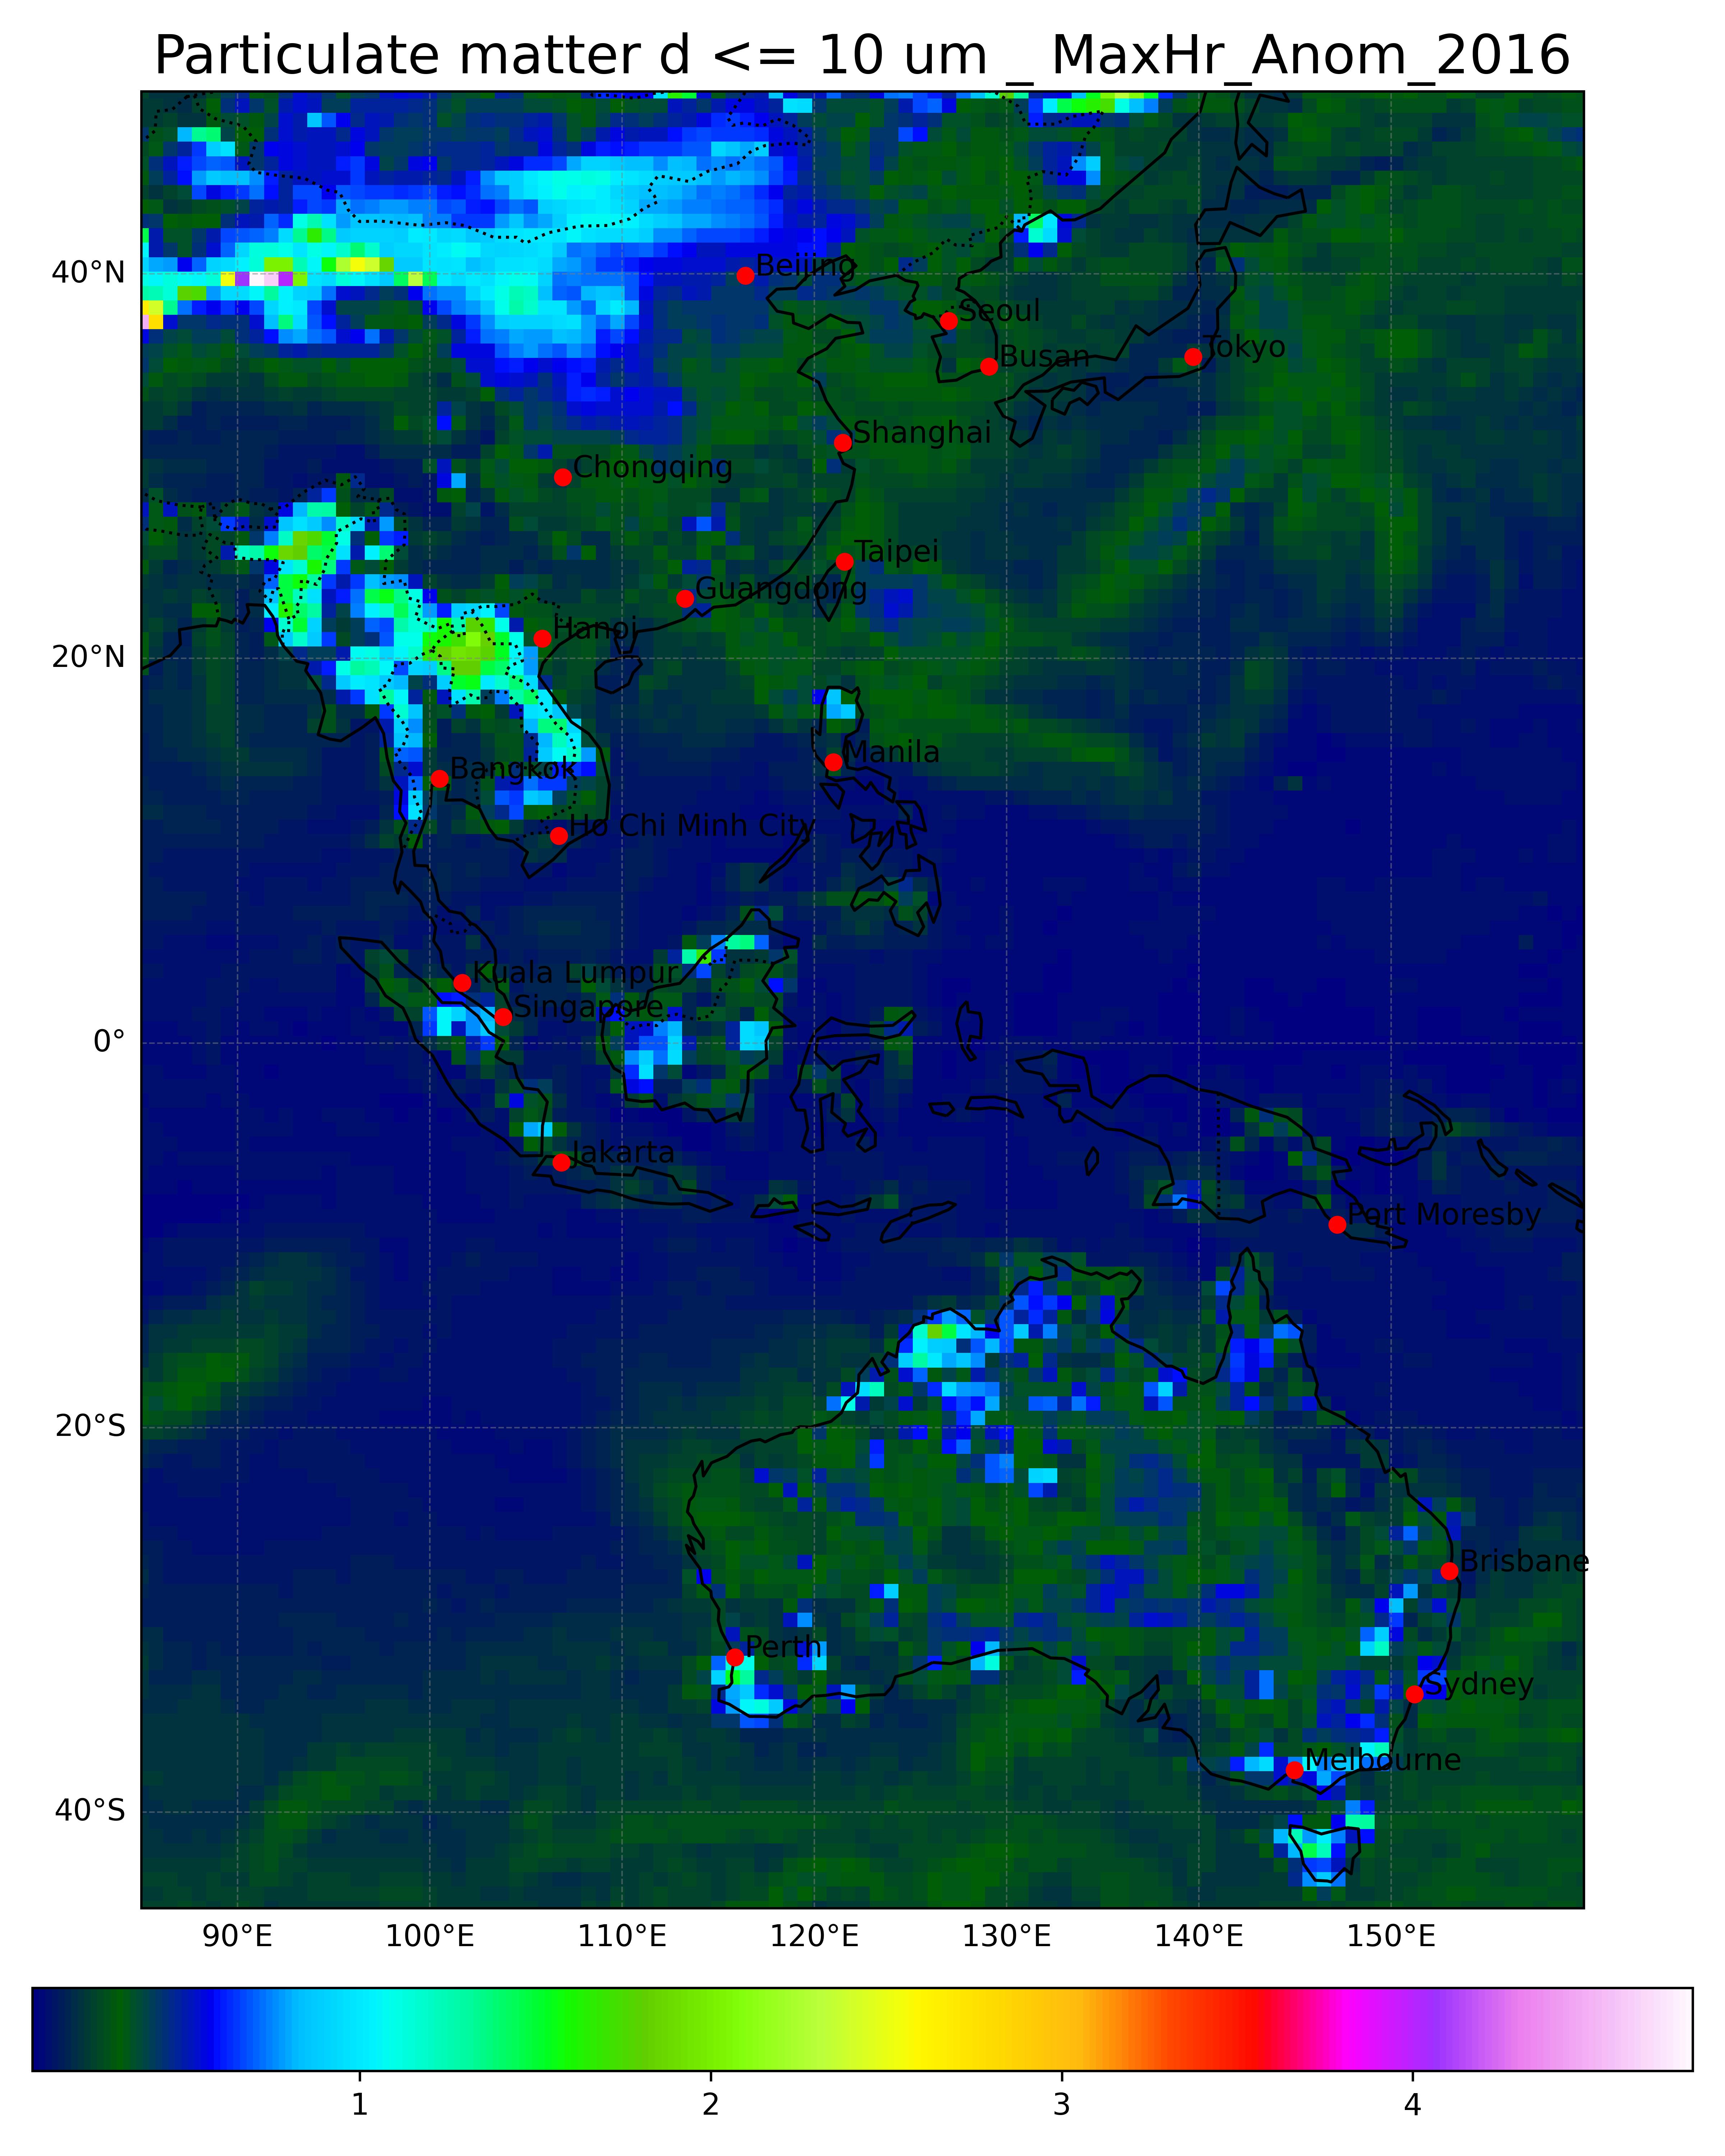 Particulate matter d <= 10 um _ MaxHr_Anom_2016
40°N
Beijing
Seoul
Busan
Tokyo
Shanghai
Chongqing
Taipei
Guangdong
Hanoi
20°N
Manila
Bangkok
Ho Chi Minh City
Kuala Lumpur
Singapore
0°
Jakarta
Port Moresby
20°S
Brisbane
Perth
Sydney
Melbourne
40°S
90°E 100°E 110°E 120°E 130°E 140°E 150°E
1 2 3 4